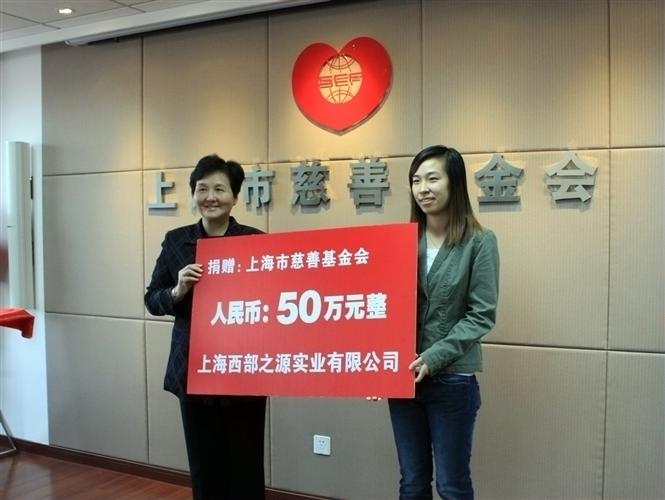 SEF
上 市慈善 金会
捐赠：上海市慈善基金会
人民币：50万元整
上海西部之源实业有限公司